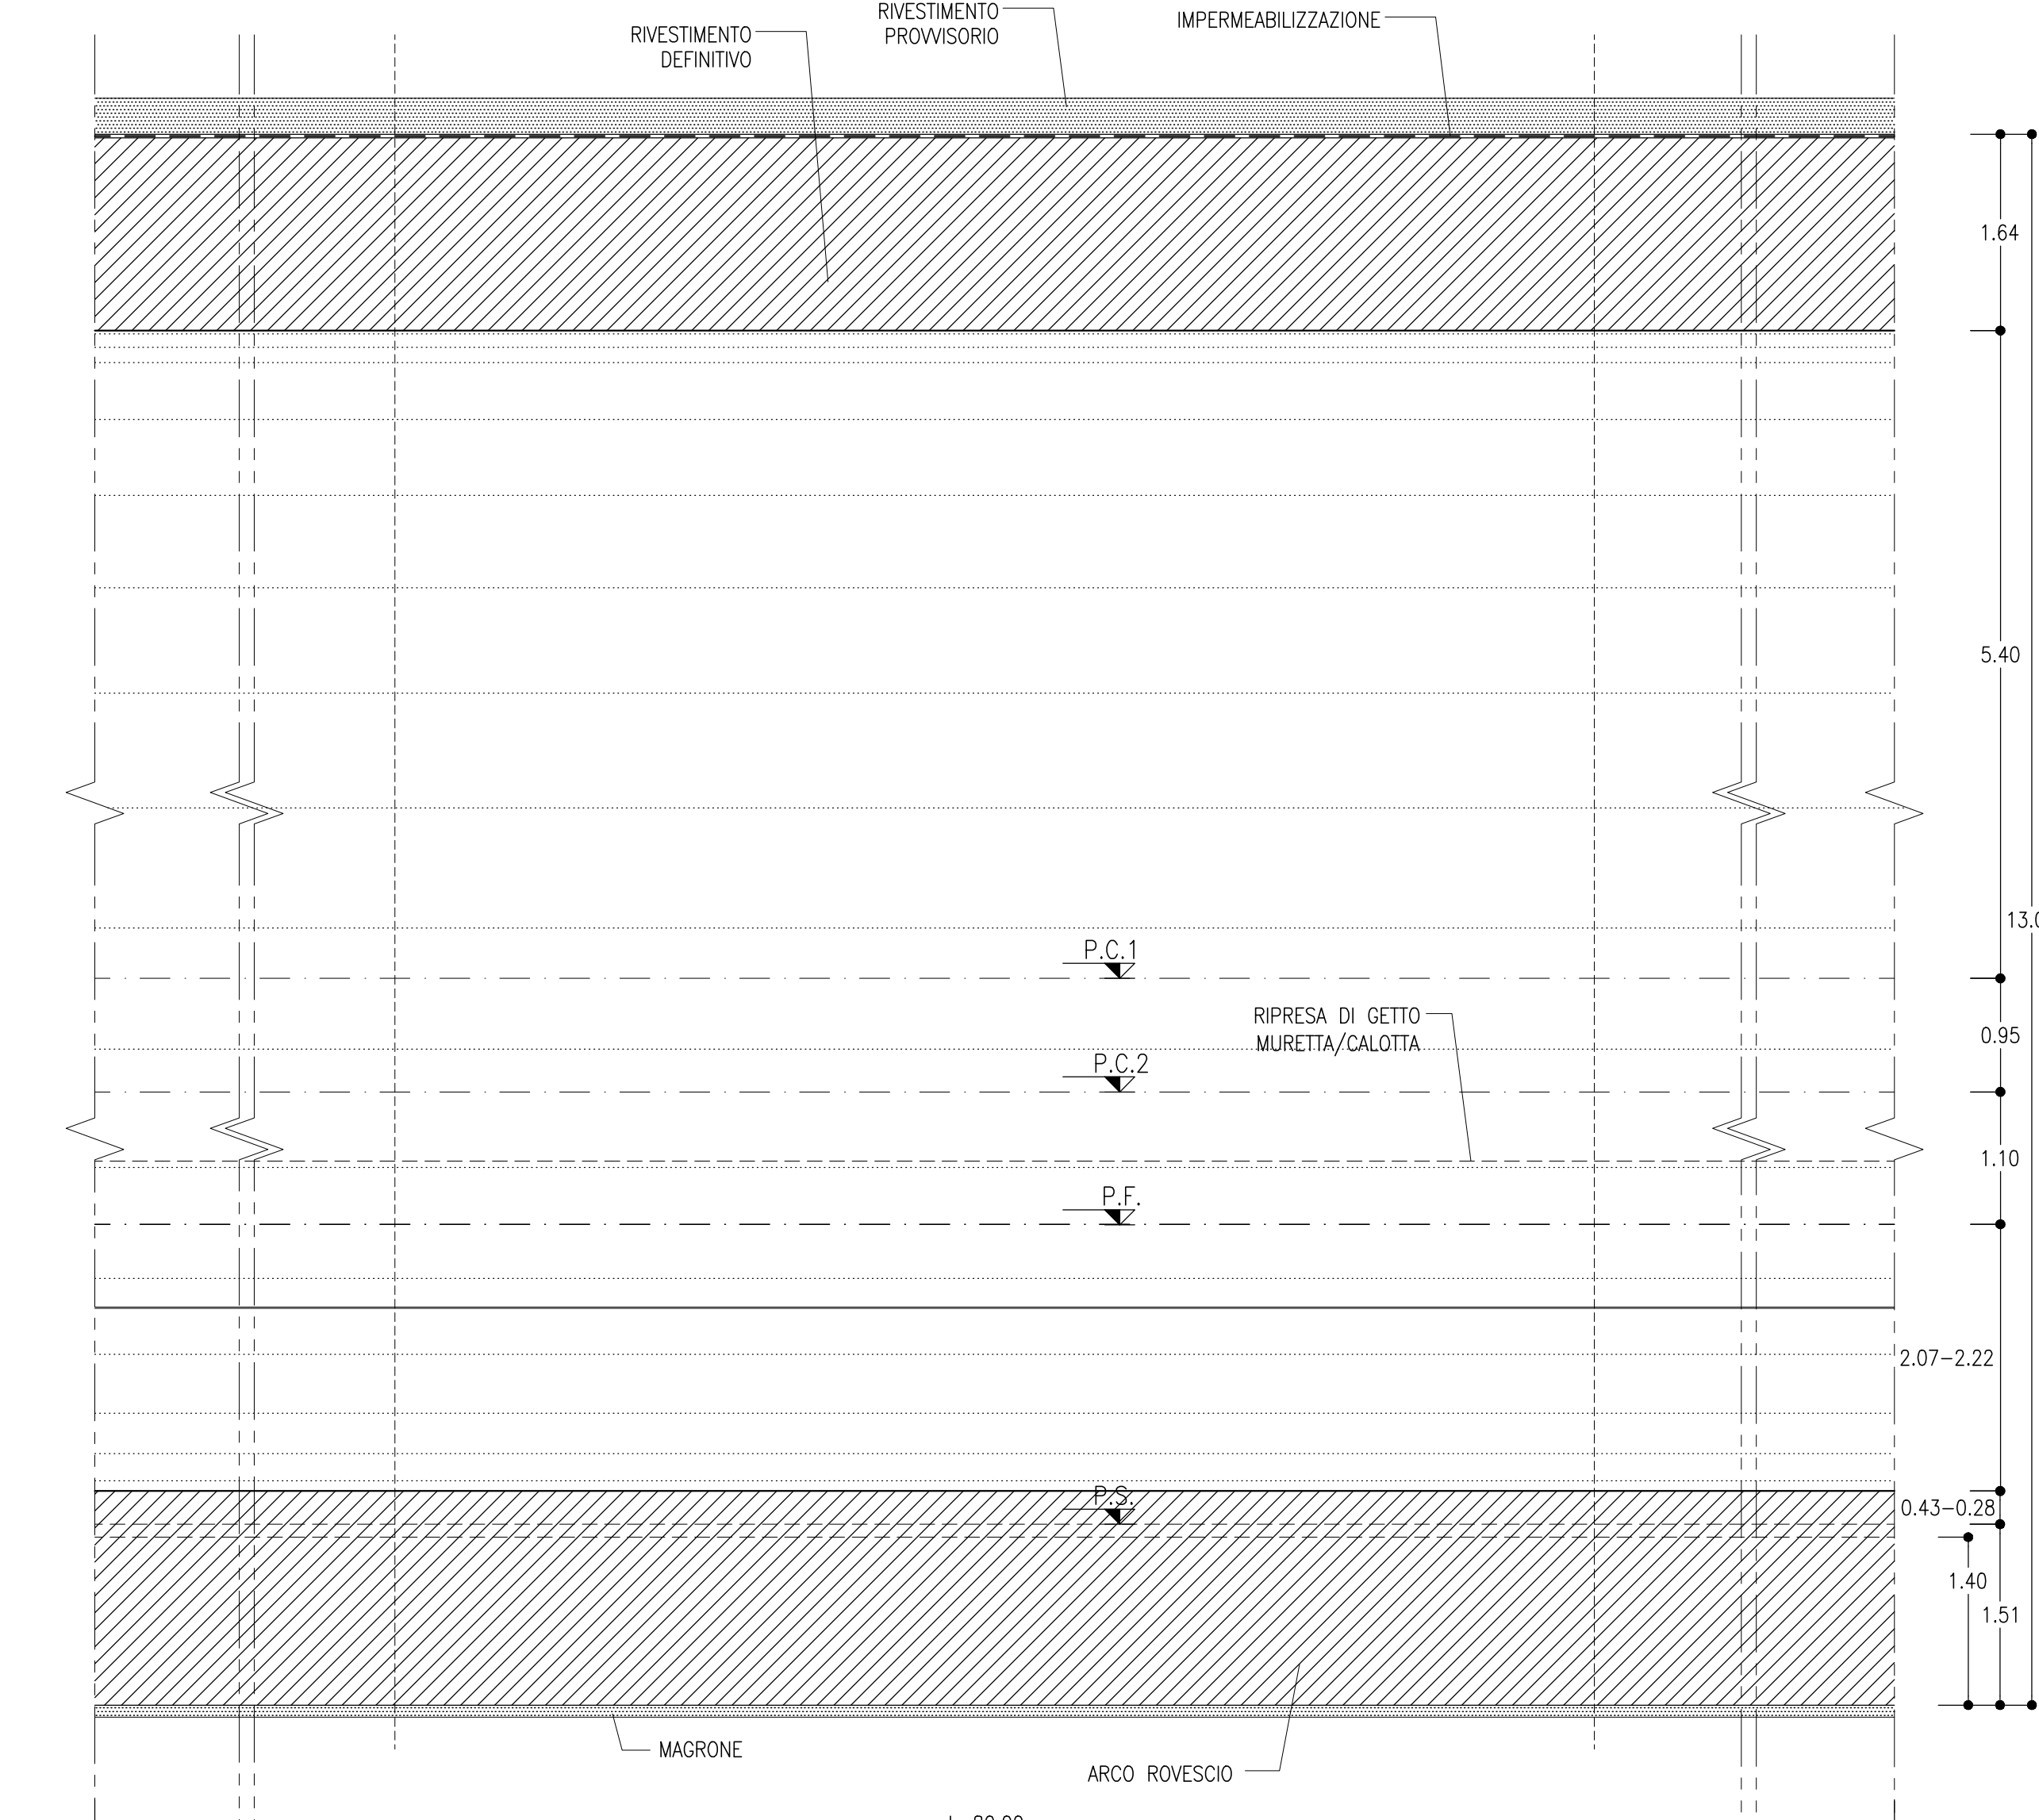 RIVESTIMENTO
PROVVISORIO
IMPERMEABILIZZAZIONE
RIVESTIMENTO
DEFINITIVO
1.64
5.40
P.C.1
RIPRESA DI GETTO
MURETTA/CALOTTA
0.95
P.C.2
1.10
P.F.
2.07-2.22
P.S.
0.43-0.28
1.40
1.51
MAGRONE
ARCO ROVESCIO